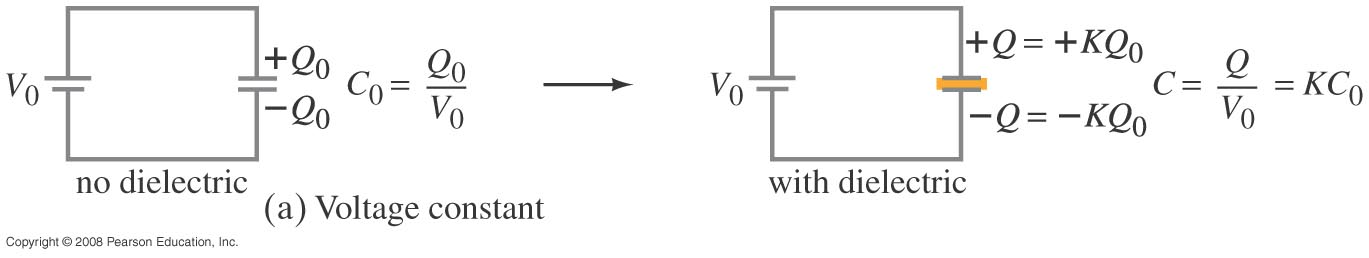 V₀
+Q₀
−Q₀
C₀ = Q₀/V₀
no dielectric
V₀
+Q = +KQ₀
−Q = −KQ₀
C = Q/V₀ = KC₀
with dielectric
(a) Voltage constant
Copyright © 2008 Pearson Education, Inc.